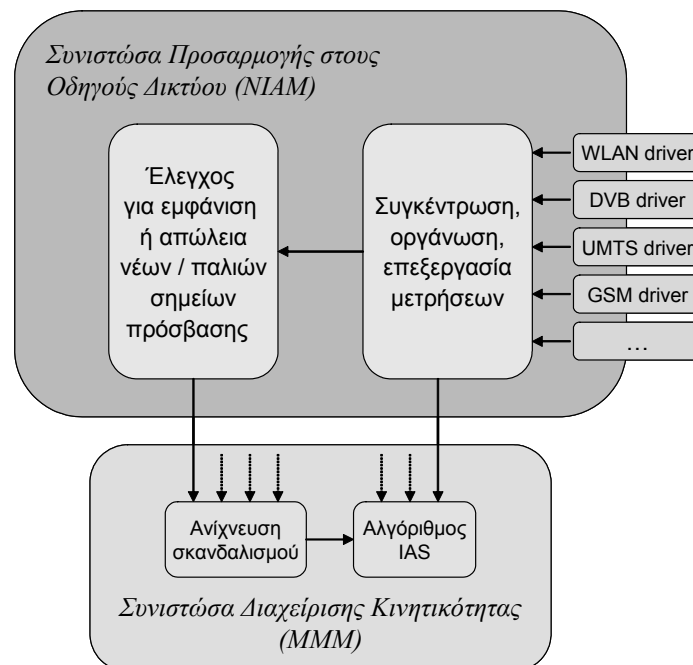 Συνιστώσα Προσαρμογής στους
Οδηγούς Δικτύου (NIAM)
Έλεγχος
για εμφάνιση
ή απώλεια
νέων / παλιών
σημείων
πρόσβασης
Συγκέντρωση,
οργάνωση,
επεξεργασία
μετρήσεων
WLAN driver
DVB driver
UMTS driver
GSM driver
…
Ανίχνευση
σκανδαλισμού
Αλγόριθμος
IAS
Συνιστώσα Διαχείρισης Κινητικότητας
(MMM)